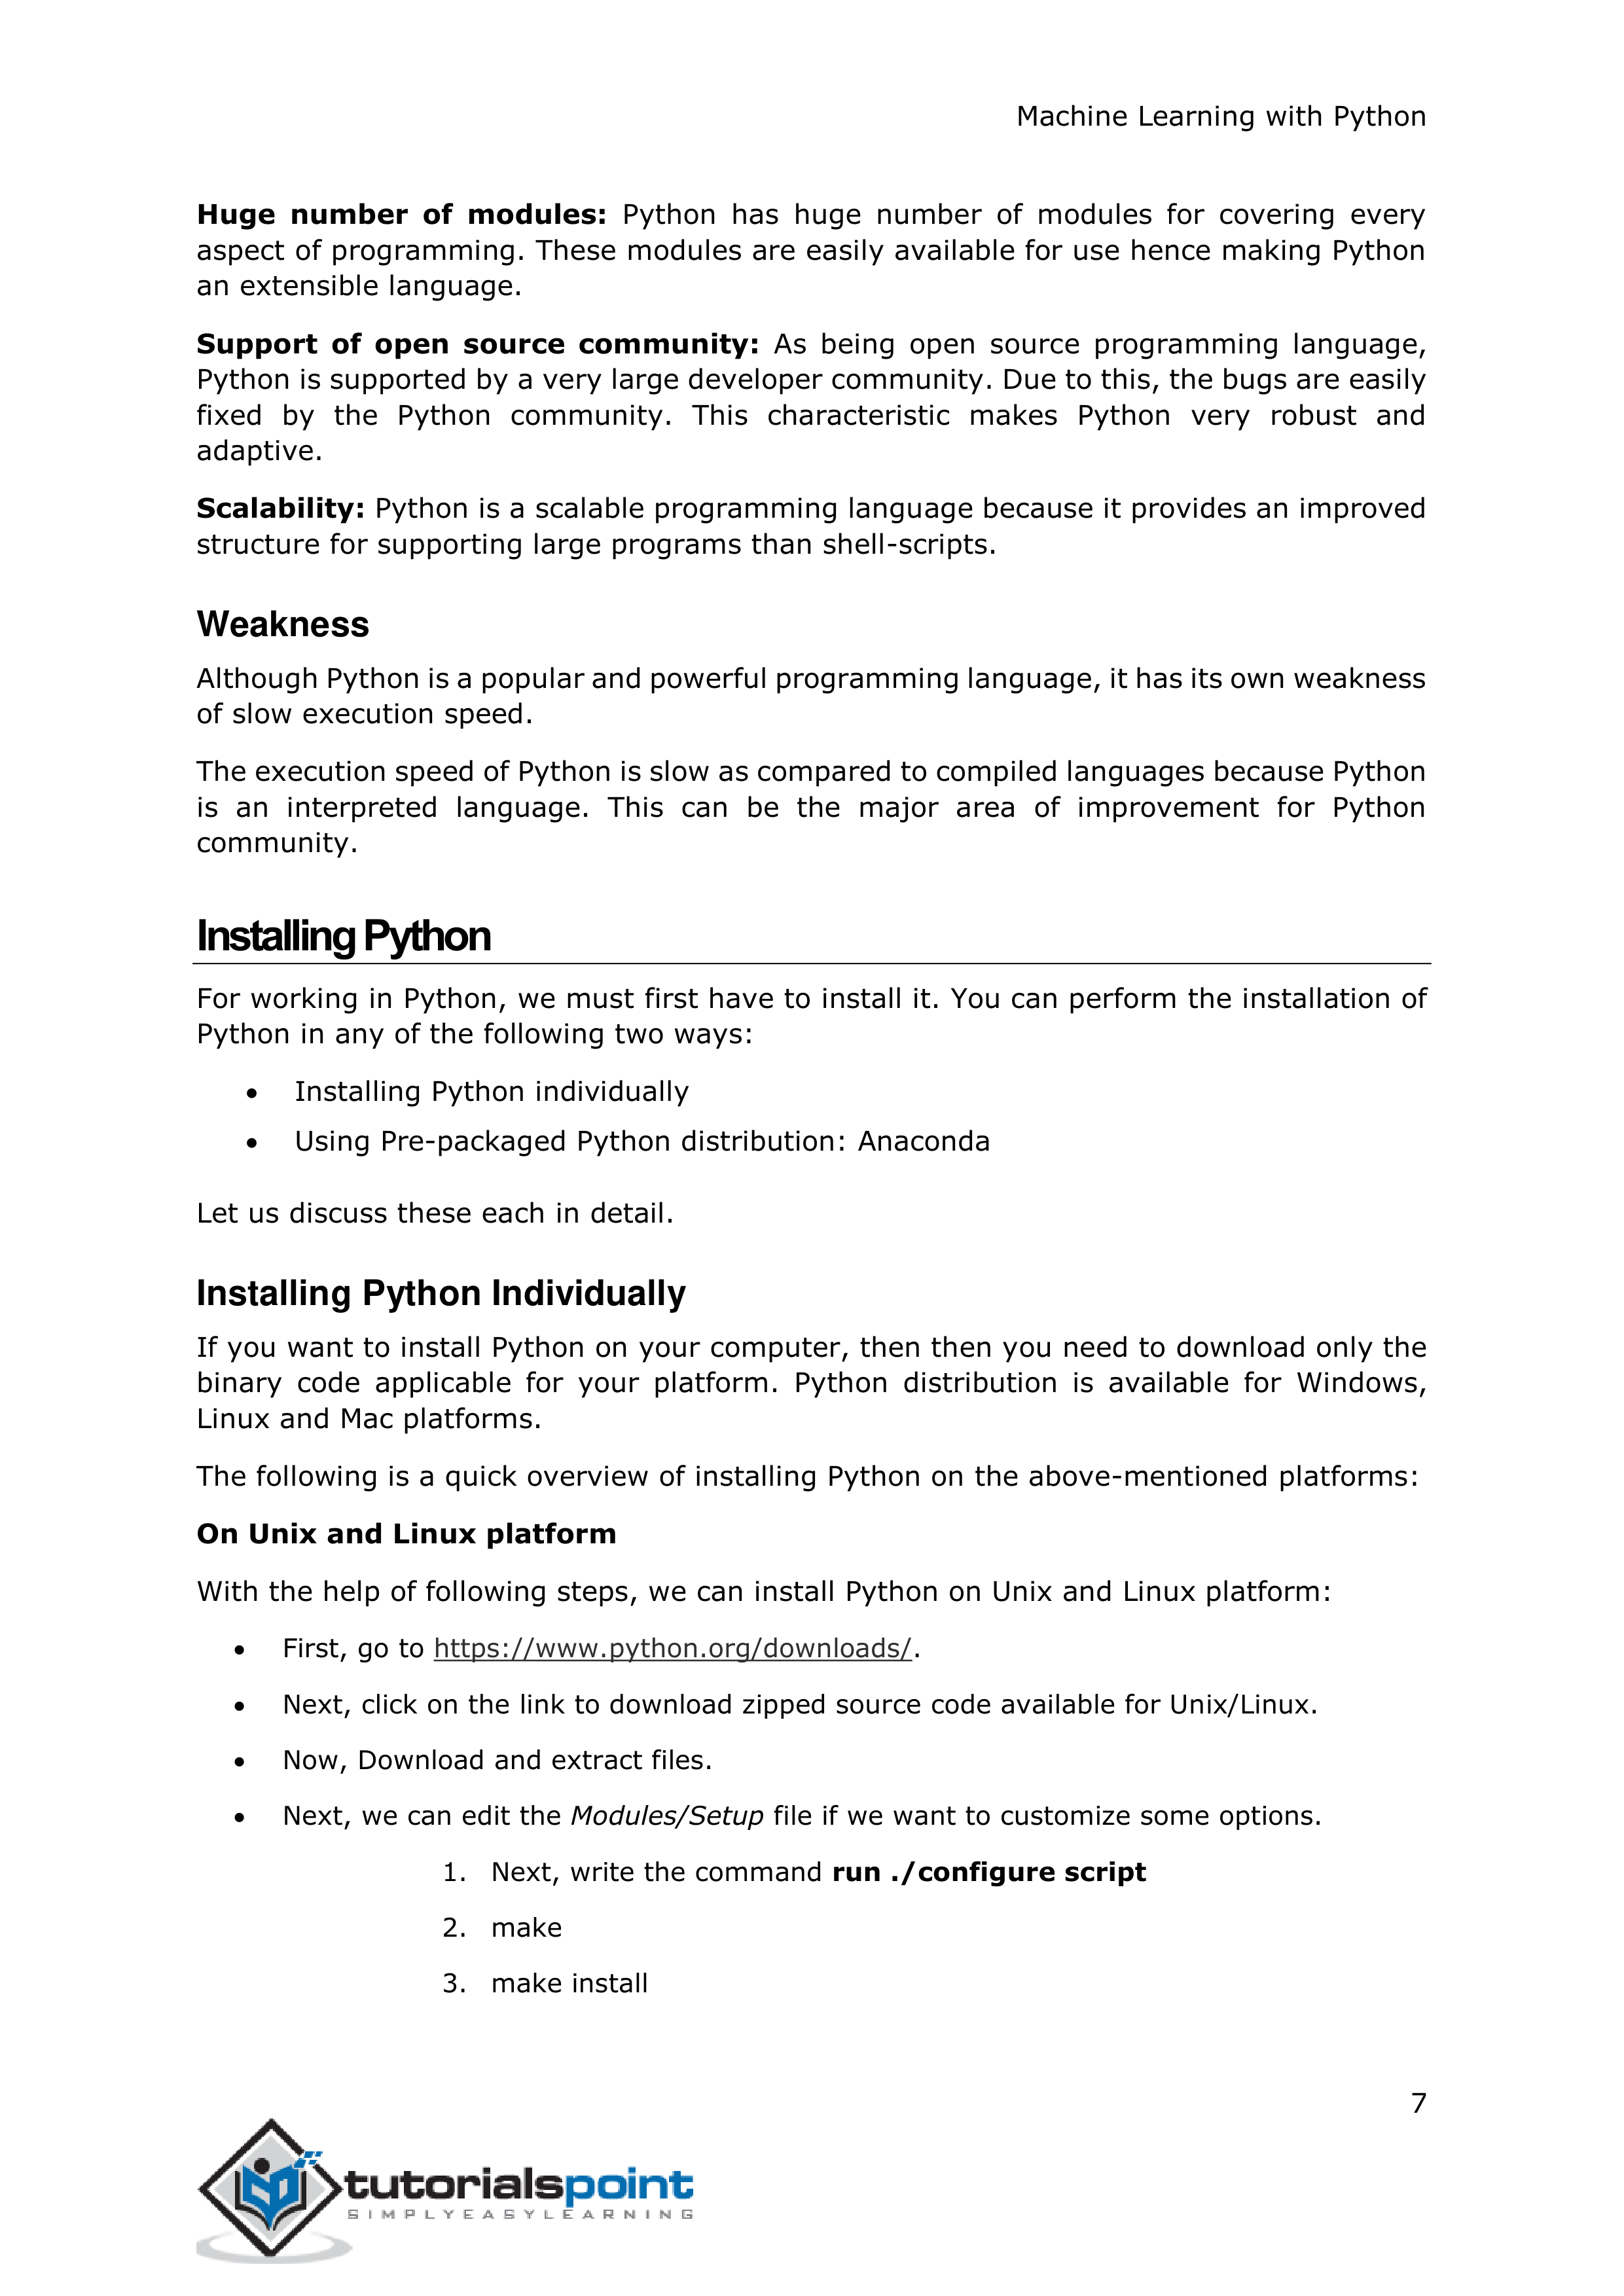 Machine Learning with Python
Huge number of modules: Python has huge number of modules for covering every
aspect of programming. These modules are easily available for use hence making Python
an extensible language.
Support of open source community: As being open source programming language,
Python is supported by a very large developer community. Due to this, the bugs are easily
fixed by the Python community. This characteristic makes Python very robust and
adaptive.
Scalability: Python is a scalable programming language because it provides an improved
structure for supporting large programs than shell-scripts.
Weakness
Although Python is a popular and powerful programming language, it has its own weakness
of slow execution speed.
The execution speed of Python is slow as compared to compiled languages because Python
is an interpreted language. This can be the major area of improvement for Python
community.
Installing Python
For working in Python, we must first have to install it. You can perform the installation of
Python in any of the following two ways:
• Installing Python individually
• Using Pre-packaged Python distribution: Anaconda
Let us discuss these each in detail.
Installing Python Individually
If you want to install Python on your computer, then then you need to download only the
binary code applicable for your platform. Python distribution is available for Windows,
Linux and Mac platforms.
The following is a quick overview of installing Python on the above-mentioned platforms:
On Unix and Linux platform
With the help of following steps, we can install Python on Unix and Linux platform:
• First, go to https://www.python.org/downloads/.
• Next, click on the link to download zipped source code available for Unix/Linux.
• Now, Download and extract files.
• Next, we can edit the Modules/Setup file if we want to customize some options.
1. Next, write the command run ./configure script
2. make
3. make install
7
tutorialspoint
SIMPLYEASYLEARNING